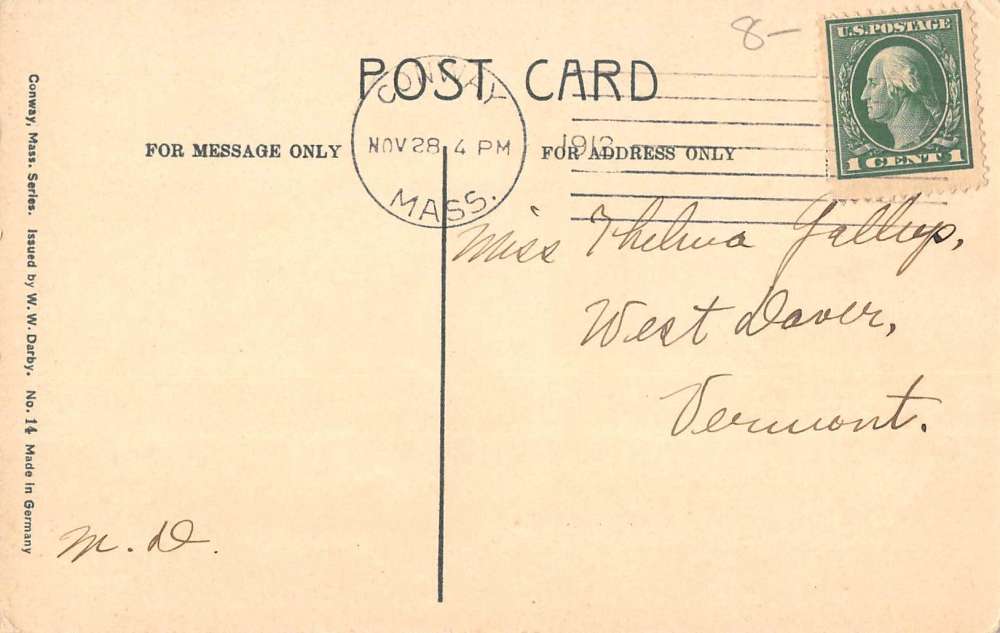 8-
POST CARD
U.S. POSTAGE
1 CENT 1
CONWAY
NOV 28 4 PM
MASS.
FOR MESSAGE ONLY
FOR ADDRESS ONLY
Miss Thelma Gallup,
West Dover,
Vermont.
M. D.
Conway, Mass. Series. Issued by W. W. Darby. No. 14 Made in Germany